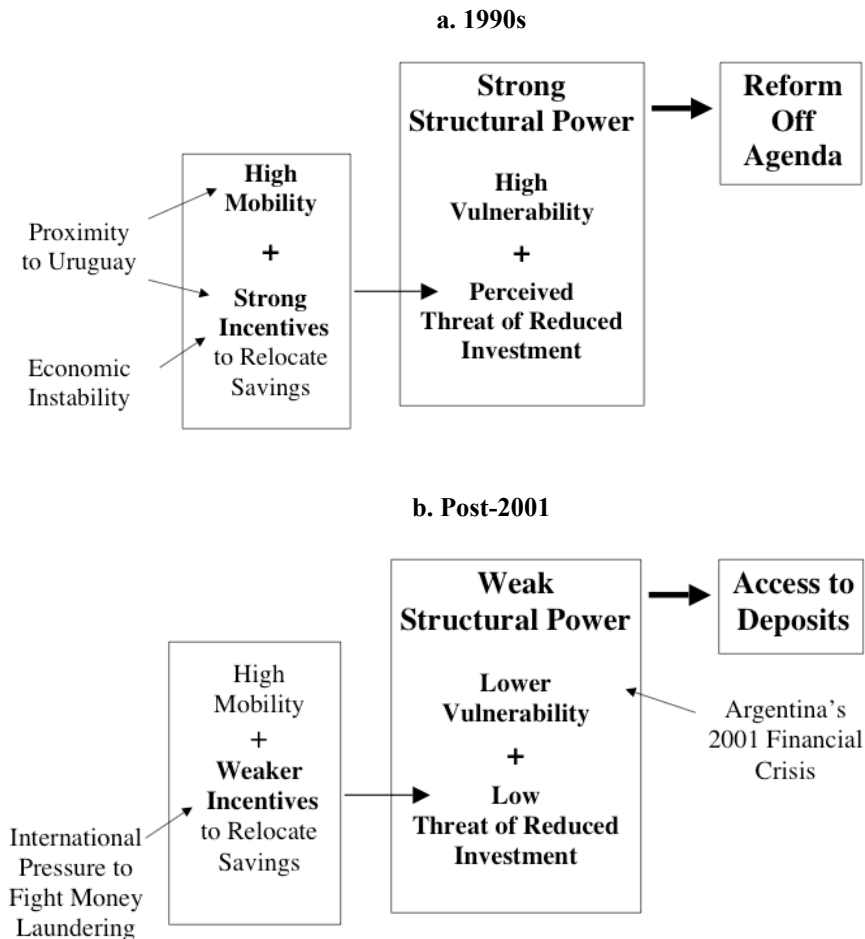 a. 1990s
Proximity
to Uruguay
Economic
Instability
High
Mobility
+
Strong
Incentives
to Relocate
Savings
Strong
Structural Power
High
Vulnerability
+
Perceived
Threat of Reduced
Investment
Reform
Off
Agenda
b. Post-2001
International
Pressure to
Fight Money
Laundering
High
Mobility
+
Weaker
Incentives
to Relocate
Savings
Weak
Structural Power
Lower
Vulnerability
+
Low
Threat of Reduced
Investment
Access to
Deposits
Argentina’s
2001 Financial
Crisis